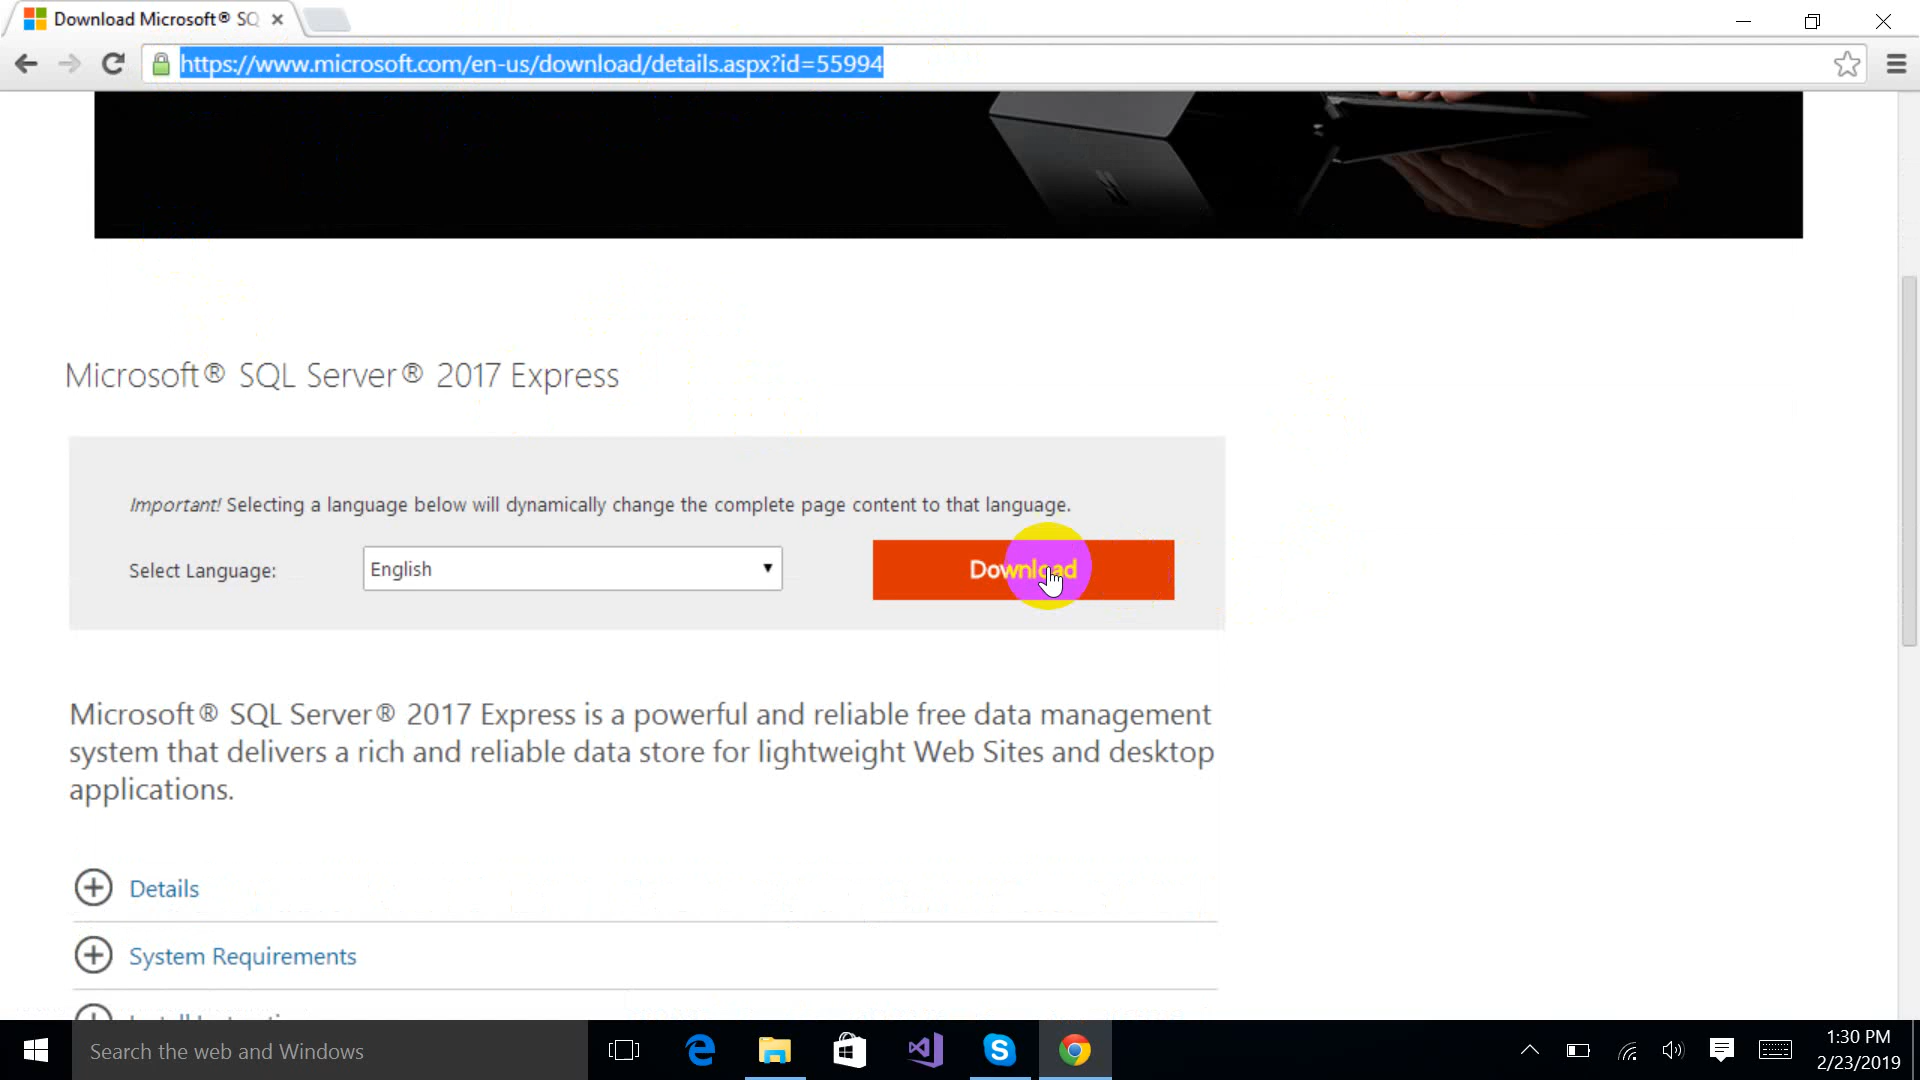 Download Microsoft® SQ
https://www.microsoft.com/en-us/download/details.aspx?id=55994
Microsoft® SQL Server® 2017 Express
Important! Selecting a language below will dynamically change the complete page content to that language.
Select Language:
English
Download
Microsoft® SQL Server® 2017 Express is a powerful and reliable free data management
system that delivers a rich and reliable data store for lightweight Web Sites and desktop
applications.
Details
System Requirements
Search the web and Windows
1:30 PM
2/23/2019